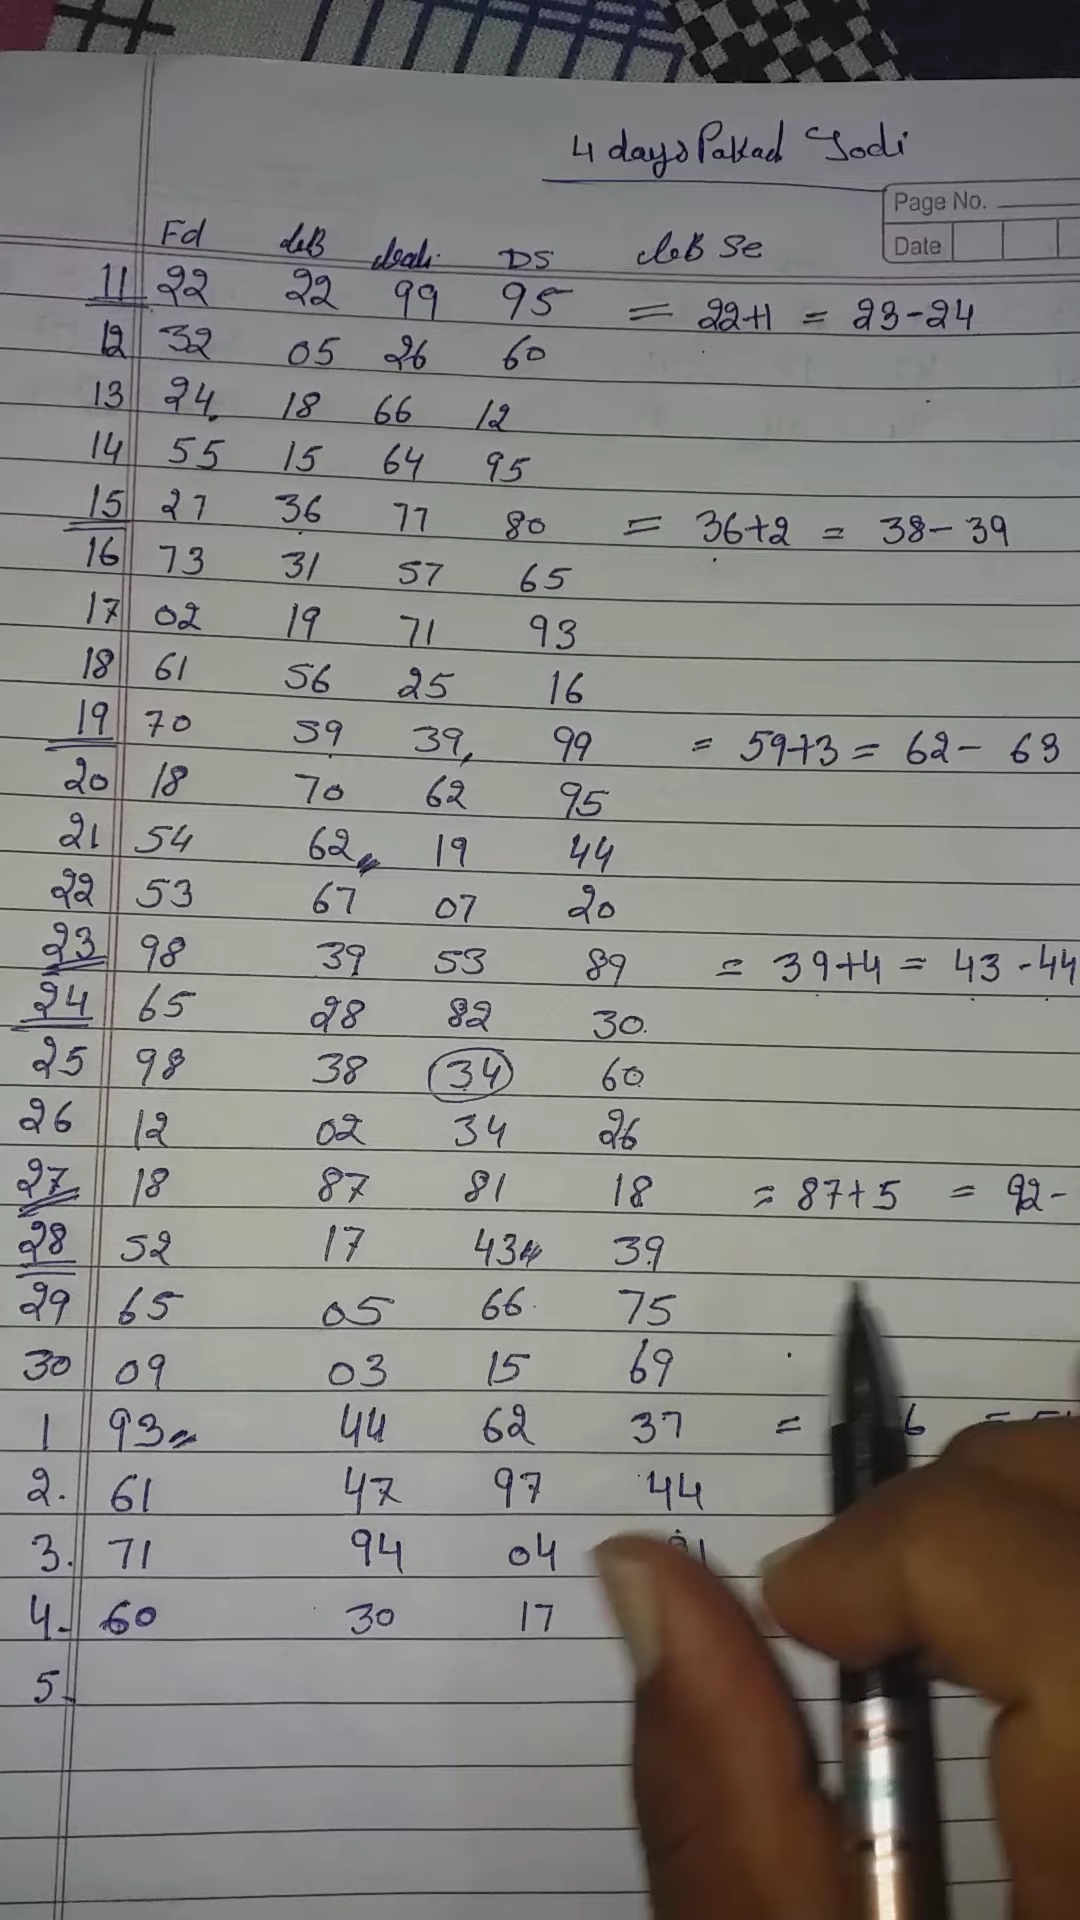 4 days Pakad Jodi
Page No.
Date
Fd GB DS GB Se
11 22 22 99 95 = 22+1 = 23-24
12 32 05 26 60
13 24 18 66 12
14 55 15 64 95
15 27 36 77 80 = 36+2 = 38-39
16 73 31 57 65
17 02 19 71 93
18 61 56 25 16
19 70 59 39, 99 = 59+3 = 62-63
20 18 70 62 95
21 54 62 19 44
22 53 67 07 20
23 98 39 53 89 = 39+4 = 43-44
24 65 28 82 30
25 98 38 34 60
26 12 02 34 26
27 18 87 81 18 = 87+5 = 92-
28 52 17 43 39
29 65 05 66 75
30 09 03 15 69
1 93 44 62 37 = 6 =
2. 61 47 97 44
3. 71 94 04
4. 60 30 17
5.